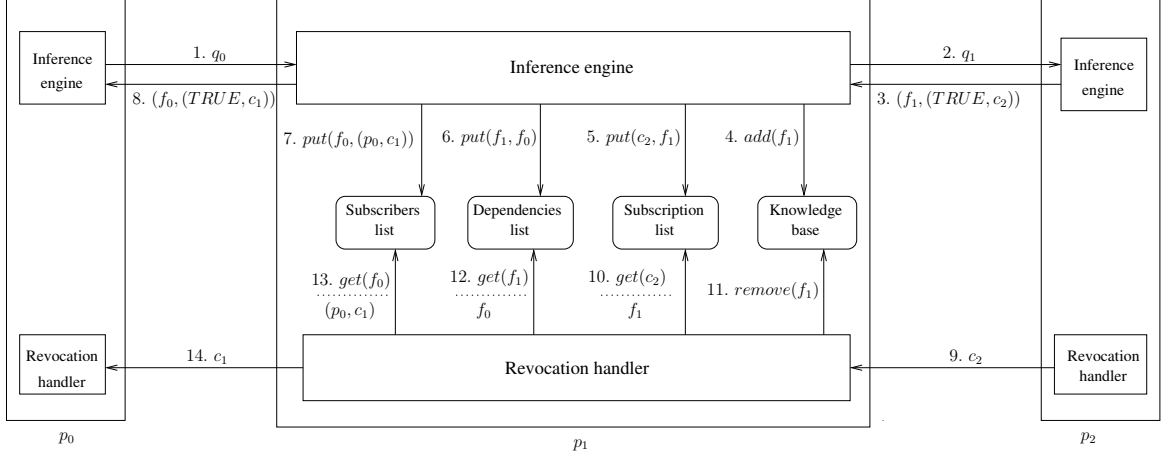 Inference
engine
1. q₀
8. (f₀, (TRUE, c₁))
Inference engine
2. q₁
3. (f₁, (TRUE, c₂))
Inference
engine
7. put(f₀, (p₀, c₁))
6. put(f₁, f₀)
5. put(c₂, f₁)
4. add(f₁)
Subscribers
list
Dependencies
list
Subscription
list
Knowledge
base
13. get(f₀)
(p₀, c₁)
12. get(f₁)
f₀
10. get(c₂)
f₁
11. remove(f₁)
Revocation
handler
14. c₁
Revocation handler
9. c₂
Revocation
handler
p₀
p₁
p₂